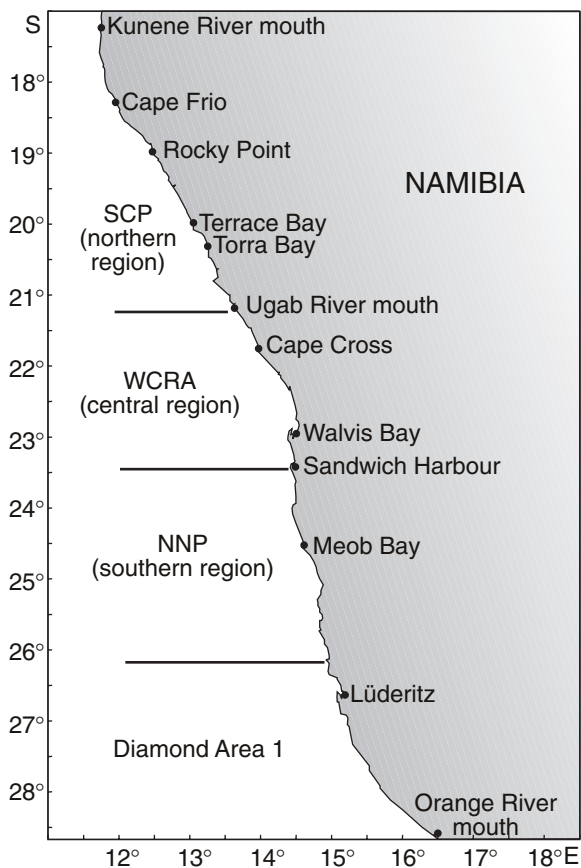 S
Kunene River mouth
18°
Cape Frio
19°
Rocky Point
NAMIBIA
SCP
(northern
region)
20°
Terrace Bay
Torra Bay
21°
Ugab River mouth
Cape Cross
22°
WCRA
(central region)
23°
Walvis Bay
Sandwich Harbour
24°
NNP
(southern region)
Meob Bay
25°
26°
Lüderitz
27°
Diamond Area 1
28°
Orange River
mouth
12° 13° 14° 15° 16° 17° 18° E